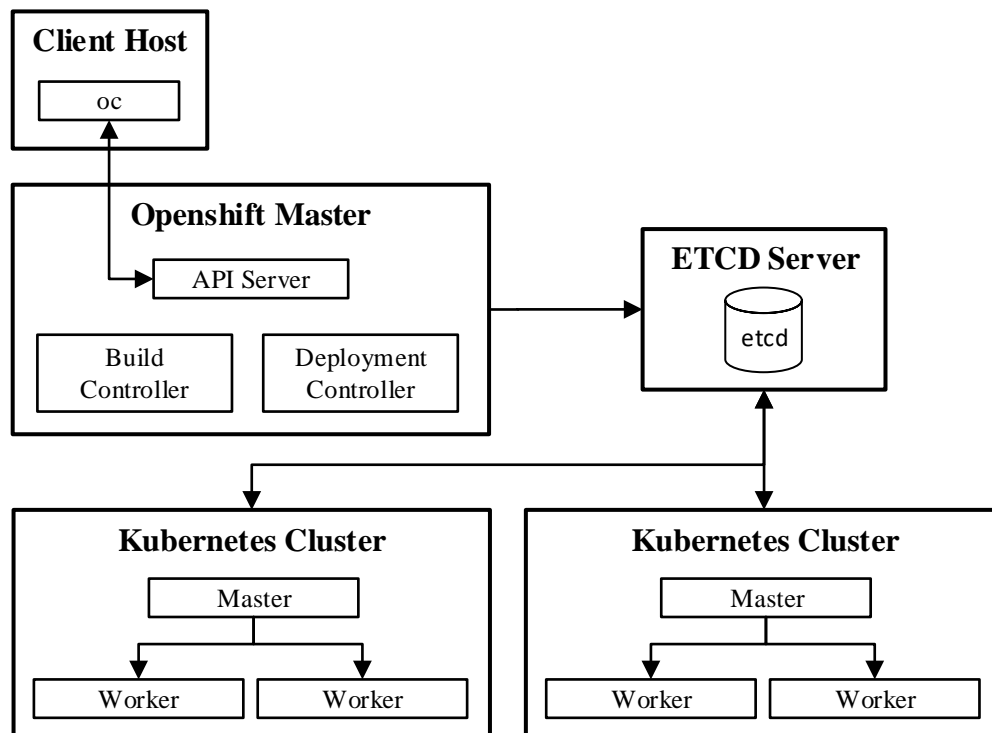 Client Host
oc
Openshift Master
API Server
Build
Controller
Deployment
Controller
ETCD Server
etcd
Kubernetes Cluster
Master
Worker
Worker
Kubernetes Cluster
Master
Worker
Worker